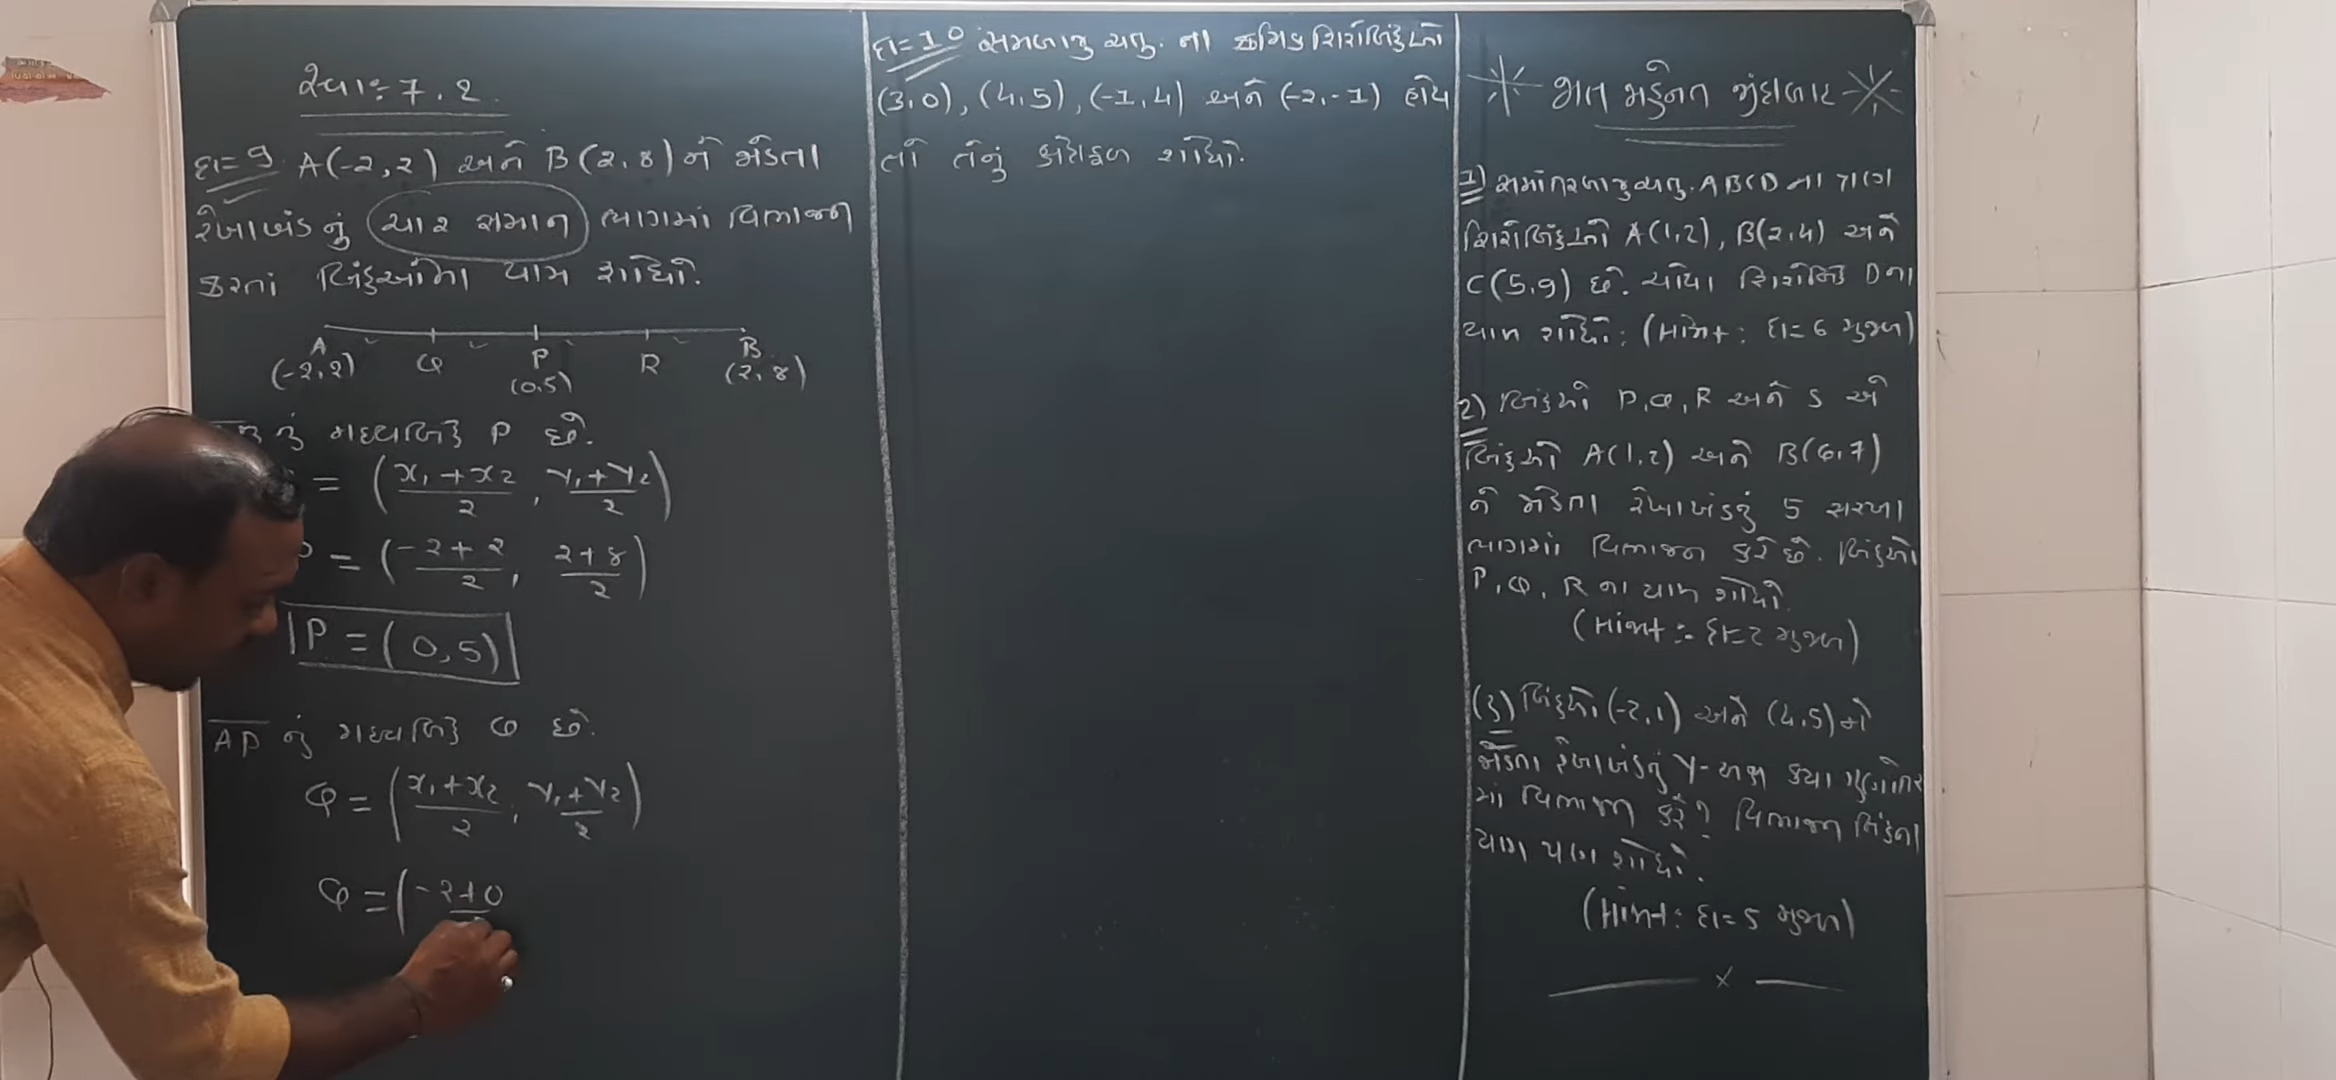 સ્વાઃ 7.2
દા=9 A(-2,2) અને B(2,8) ને જોડતા
રેખાખંડનું ચાર સમાન ભાગમાં વિભાજન
કરતાં બિંદુઓના યામ શોધો.
A Q P R B
(-2,2) (0,5) (2,8)
નું મધ્યબિંદુ P છે.
= (x₁+x₂/2, y₁+y₂/2)
= (-2+2/2, 2+8/2)
P = (0,5)
AP નું મધ્યબિંદુ Q છે.
Q = (x₁+x₂/2, y₁+y₂/2)
Q = (-2+0
દા=10 સમબાજુ ચતુ. ના ક્રમિક શિરોબિંદુઓ
(3,0), (4,5), (-1,4) અને (-2,-1) હોય
તો તેનું ક્ષેત્રફળ શોધો.
જાત મહેનત ઝીંદાબાદ
1) સમાંતરબાજુ ચતુ. ABCD ના ત્રણ
શિરોબિંદુઓ A(1,2), B(2,4) અને
C(5,9) છે. ચોથા શિરોબિંદુ D ના
યામ શોધો: (Hint: દા=6 મુજબ)
2) બિંદુઓ P,Q,R અને S એ
બિંદુઓ A(1,2) અને B(6,7)
ને જોડતા રેખાખંડનું 5 સરખા
ભાગમાં વિભાજન કરે છે. બિંદુઓ
P,Q,R ના યામ શોધો.
(Hint:- દા=2 મુજબ)
(3) બિંદુઓ (-2,1) અને (4,5) ને
જોડતા રેખાખંડનું Y-અક્ષ કયા ગુણોત્તર
માં વિભાજન કરે? વિભાજન બિંદુના
યામ પણ શોધો.
(Hint: દા=5 મુજબ)
x